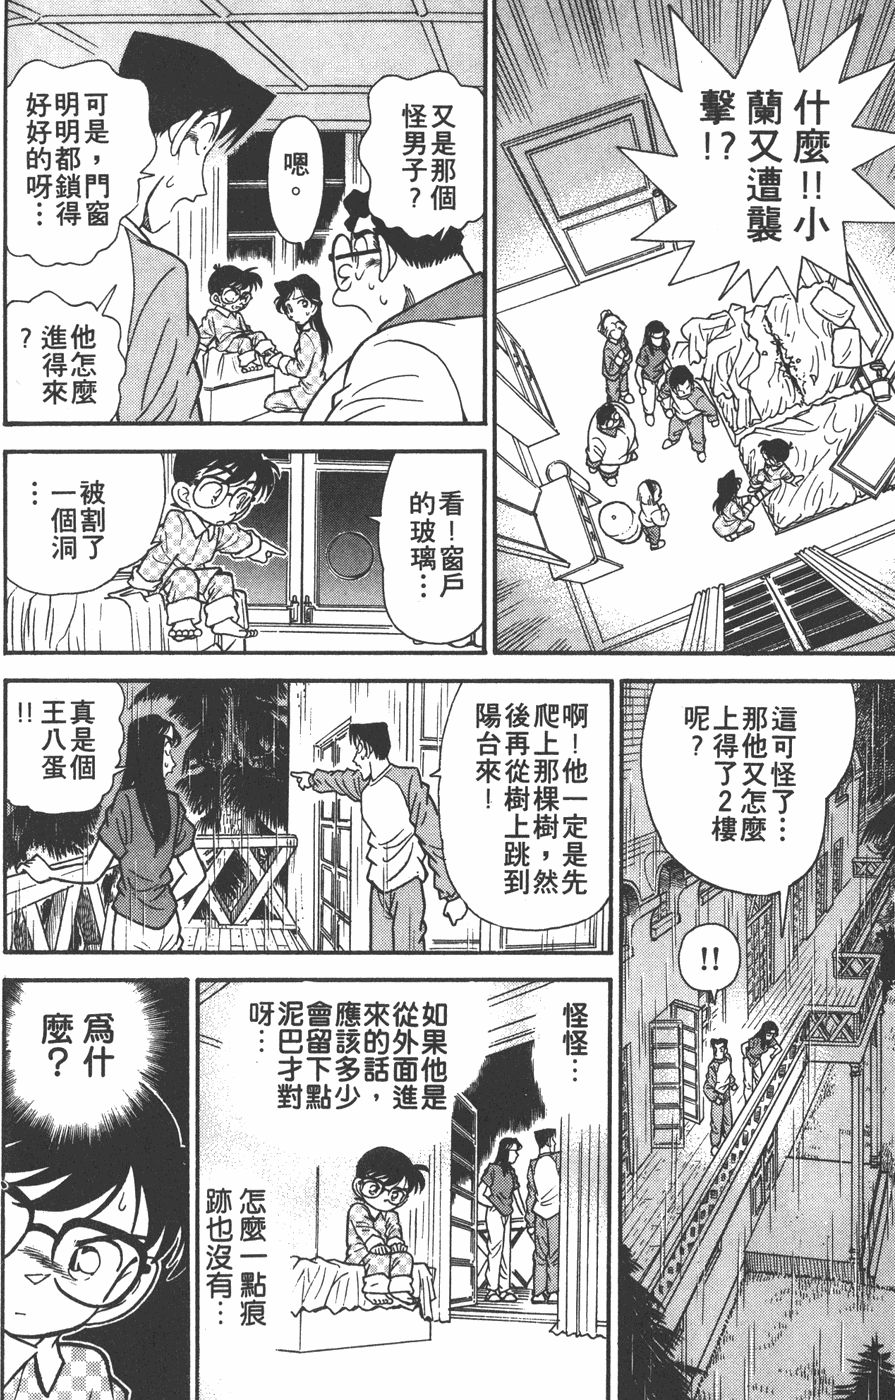 什麼!!小
蘭又遭襲
擊!?
又是那個
怪男子?
嗯。
可是,門窗
明明都鎖得
好好的呀…
他怎麼
進得來
?
看!窗戶
的玻璃…
被割了
一個洞
…
這可怪了…
那他又怎麼
上得了2樓
呢?
!!
啊!他一定是先
爬上那棵樹,然
後再從樹上跳到
陽台來!
真是個
王八蛋
!!
怪怪…
如果他是
從外面進
來的話,
應該多少
會留下點
泥巴才對
呀…
怎麼一點痕
跡也沒有…
爲什
麼?